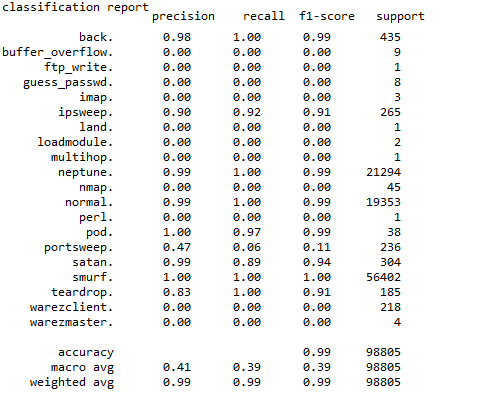 classification report
precision recall f1-score support
back. 0.98 1.00 0.99 435
buffer_overflow. 0.00 0.00 0.00 9
ftp_write. 0.00 0.00 0.00 1
guess_passwd. 0.00 0.00 0.00 8
imap. 0.00 0.00 0.00 3
ipsweep. 0.90 0.92 0.91 265
land. 0.00 0.00 0.00 1
loadmodule. 0.00 0.00 0.00 2
multihop. 0.00 0.00 0.00 1
neptune. 0.99 1.00 0.99 21294
nmap. 0.00 0.00 0.00 45
normal. 0.99 1.00 0.99 19353
perl. 0.00 0.00 0.00 1
pod. 1.00 0.97 0.99 38
portsweep. 0.47 0.06 0.11 236
satan. 0.99 0.89 0.94 304
smurf. 1.00 1.00 1.00 56402
teardrop. 0.83 1.00 0.91 185
warezclient. 0.00 0.00 0.00 218
warezmaster. 0.00 0.00 0.00 4
accuracy 0.99 98805
macro avg 0.41 0.39 0.39 98805
weighted avg 0.99 0.99 0.99 98805